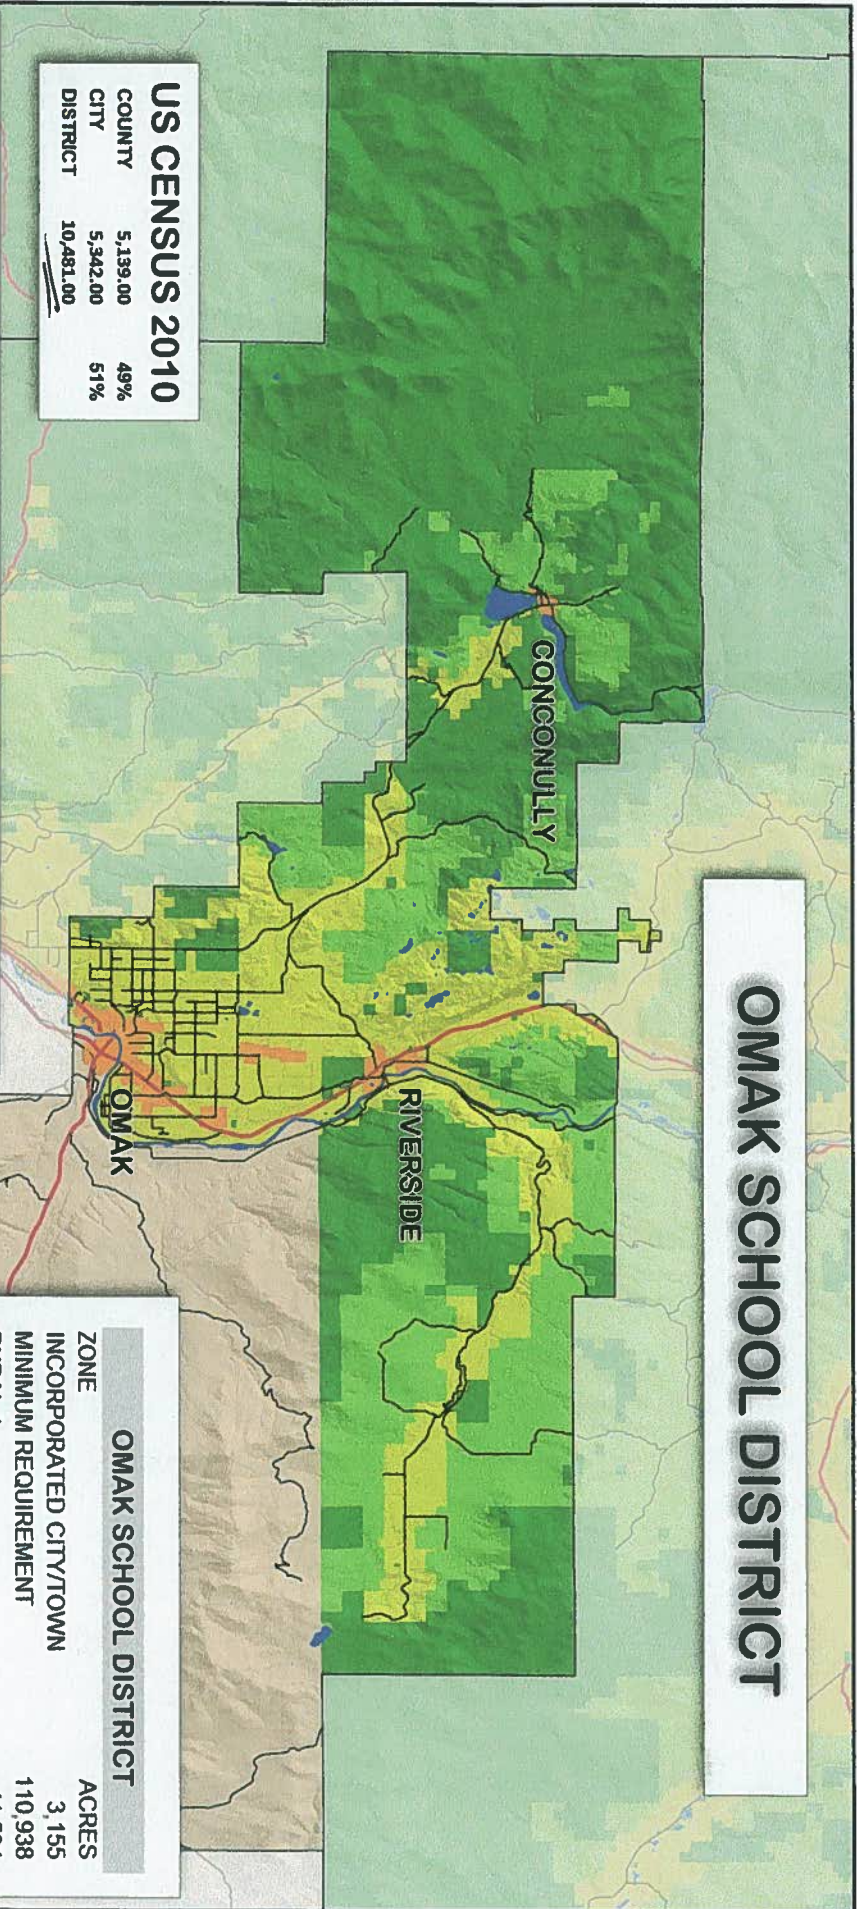 OMAK SCHOOL DISTRICT
CONCONULLY
RIVERSIDE
OMAK
US CENSUS 2010
COUNTY 5,139.00 49%
CITY 5,342.00 51%
DISTRICT 10,481.00
OMAK SCHOOL DISTRICT
ZONE ACRES
INCORPORATED CITY/TOWN 3,155
MINIMUM REQUIREMENT 110,938